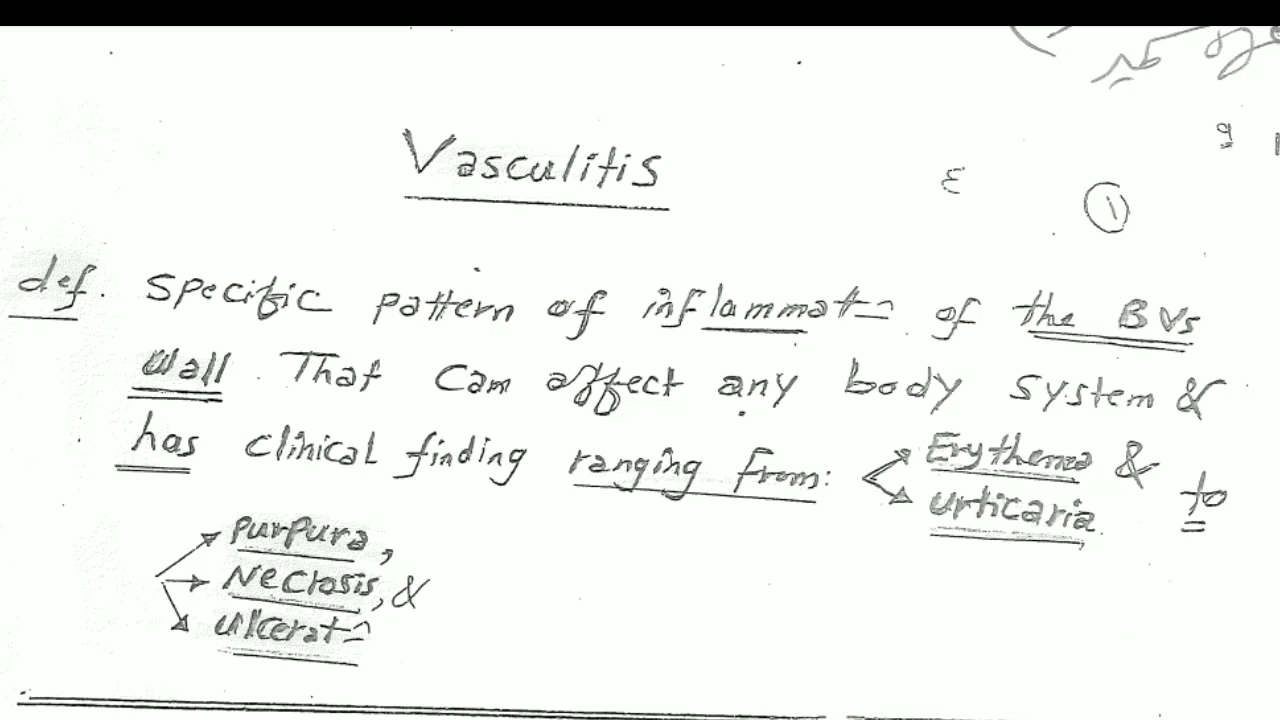 Vasculitis
ε
①
9
def. Specific pattern of inflammat= of the BVs
wall. That can affect any body system &
has clinical finding ranging from: Erythema & to
urticaria.
purpura,
Necrosis, &
ulcerat=